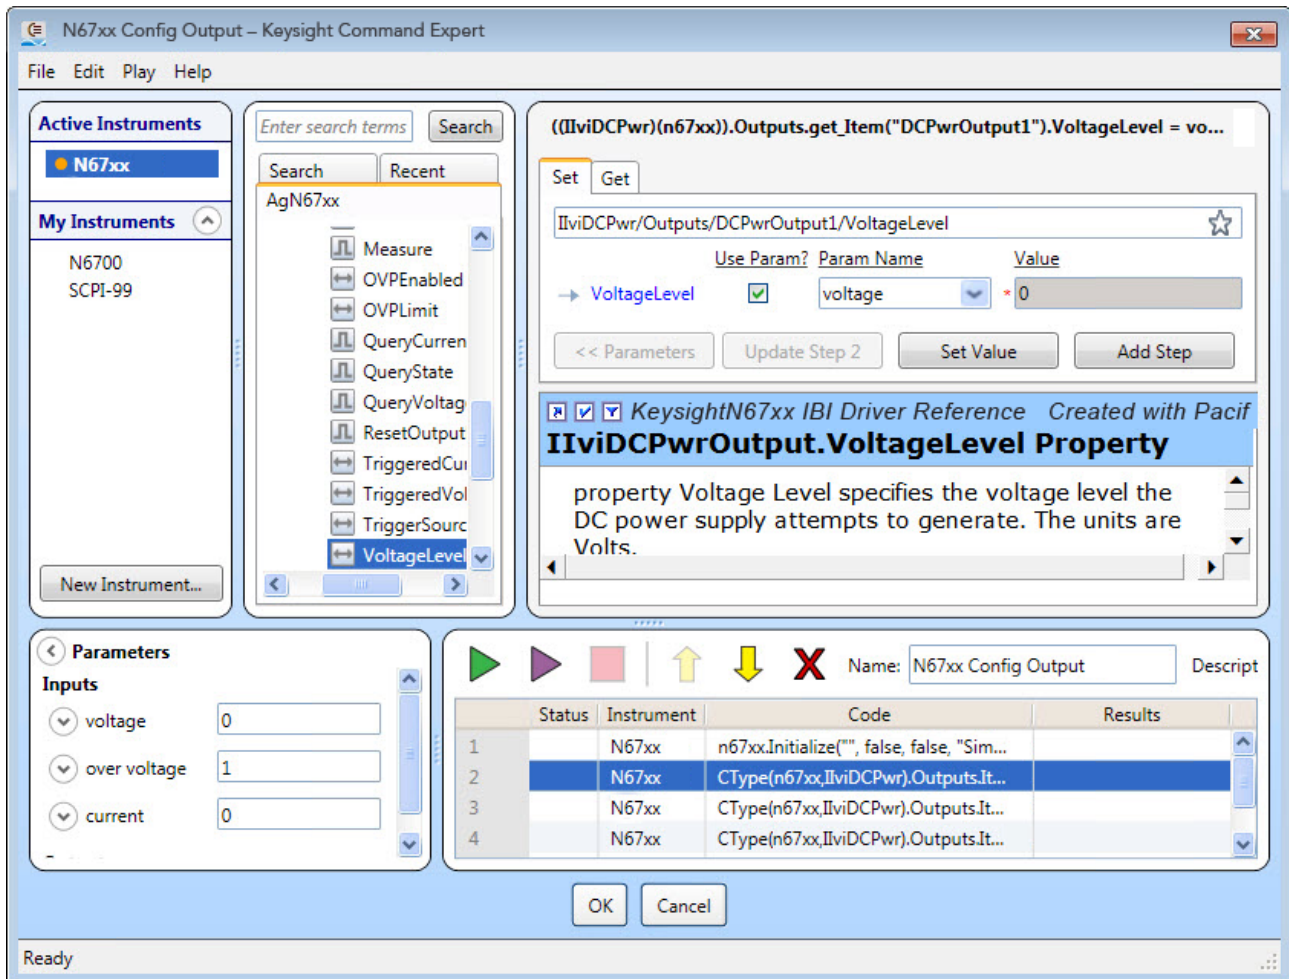 N67xx Config Output – Keysight Command Expert
File Edit Play Help
Active Instruments
N67xx
My Instruments
N6700
SCPI-99
New Instrument...
Enter search terms Search
Search Recent
AgN67xx
Measure
OVPEnabled
OVPLimit
QueryCurren
QueryState
QueryVoltag
ResetOutput
TriggeredCur
TriggeredVol
TriggerSourc
VoltageLevel
((IIviDCPwr)(n67xx)).Outputs.get_Item("DCPwrOutput1").VoltageLevel = vo...
Set Get
IIviDCPwr/Outputs/DCPwrOutput1/VoltageLevel
Use Param? Param Name Value
VoltageLevel voltage * 0
<< Parameters Update Step 2 Set Value Add Step
KeysightN67xx IBI Driver Reference Created with Pacif
IIviDCPwrOutput.VoltageLevel Property
property Voltage Level specifies the voltage level the
DC power supply attempts to generate. The units are
Volts.
Parameters
Inputs
voltage 0
over voltage 1
current 0
Name: N67xx Config Output Descript
Status Instrument Code Results
1 N67xx n67xx.Initialize("", false, false, "Sim...
2 N67xx CType(n67xx,IIviDCPwr).Outputs.It...
3 N67xx CType(n67xx,IIviDCPwr).Outputs.It...
4 N67xx CType(n67xx,IIviDCPwr).Outputs.It...
OK Cancel
Ready